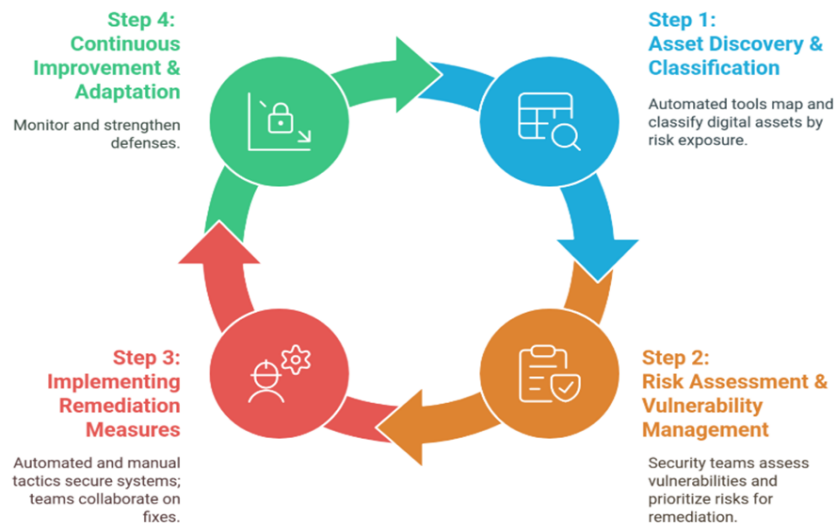 Step 4:
Continuous
Improvement &
Adaptation
Monitor and strengthen
defenses.
Step 1:
Asset Discovery &
Classification
Automated tools map and
classify digital assets by
risk exposure.
Step 3:
Implementing
Remediation
Measures
Automated and manual
tactics secure systems;
teams collaborate on
fixes.
Step 2:
Risk Assessment &
Vulnerability
Management
Security teams assess
vulnerabilities and
prioritize risks for
remediation.